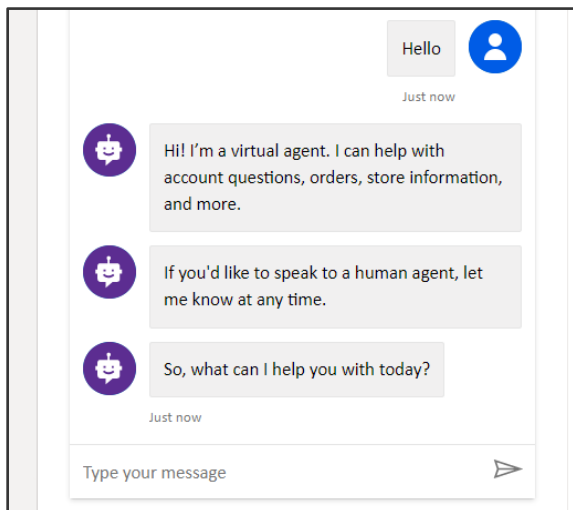 Hello
Just now
Hi! I’m a virtual agent. I can help with
account questions, orders, store information,
and more.
If you'd like to speak to a human agent, let
me know at any time.
So, what can I help you with today?
Just now
Type your message